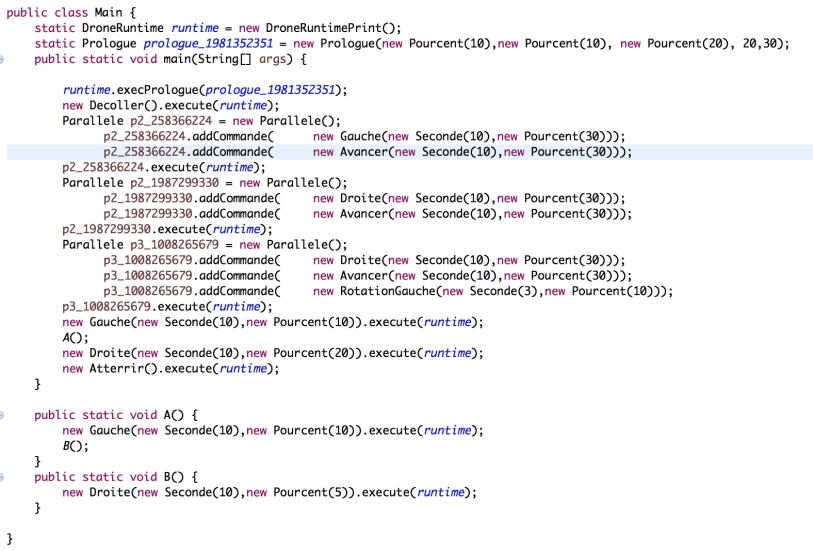 public class Main {
    static DroneRuntime runtime = new DroneRuntimePrint();
    static Prologue prologue_1981352351 = new Prologue(new Pourcent(10),new Pourcent(10), new Pourcent(20), 20,30);
    public static void main(String[] args) {

        runtime.execPrologue(prologue_1981352351);
        new Decoller().execute(runtime);
        Parallele p2_258366224 = new Parallele();
              p2_258366224.addCommande(      new Gauche(new Seconde(10),new Pourcent(30)));
              p2_258366224.addCommande(      new Avancer(new Seconde(10),new Pourcent(30)));
        p2_258366224.execute(runtime);
        Parallele p2_1987299330 = new Parallele();
              p2_1987299330.addCommande(     new Droite(new Seconde(10),new Pourcent(30)));
              p2_1987299330.addCommande(     new Avancer(new Seconde(10),new Pourcent(30)));
        p2_1987299330.execute(runtime);
        Parallele p3_1008265679 = new Parallele();
              p3_1008265679.addCommande(     new Droite(new Seconde(10),new Pourcent(30)));
              p3_1008265679.addCommande(     new Avancer(new Seconde(10),new Pourcent(30)));
              p3_1008265679.addCommande(     new RotationGauche(new Seconde(3),new Pourcent(10)));
        p3_1008265679.execute(runtime);
        new Gauche(new Seconde(10),new Pourcent(10)).execute(runtime);
        A();
        new Droite(new Seconde(10),new Pourcent(20)).execute(runtime);
        new Atterrir().execute(runtime);
    }

    public static void A() {
        new Gauche(new Seconde(10),new Pourcent(10)).execute(runtime);
        B();
    }
    public static void B() {
        new Droite(new Seconde(10),new Pourcent(5)).execute(runtime);
    }

}